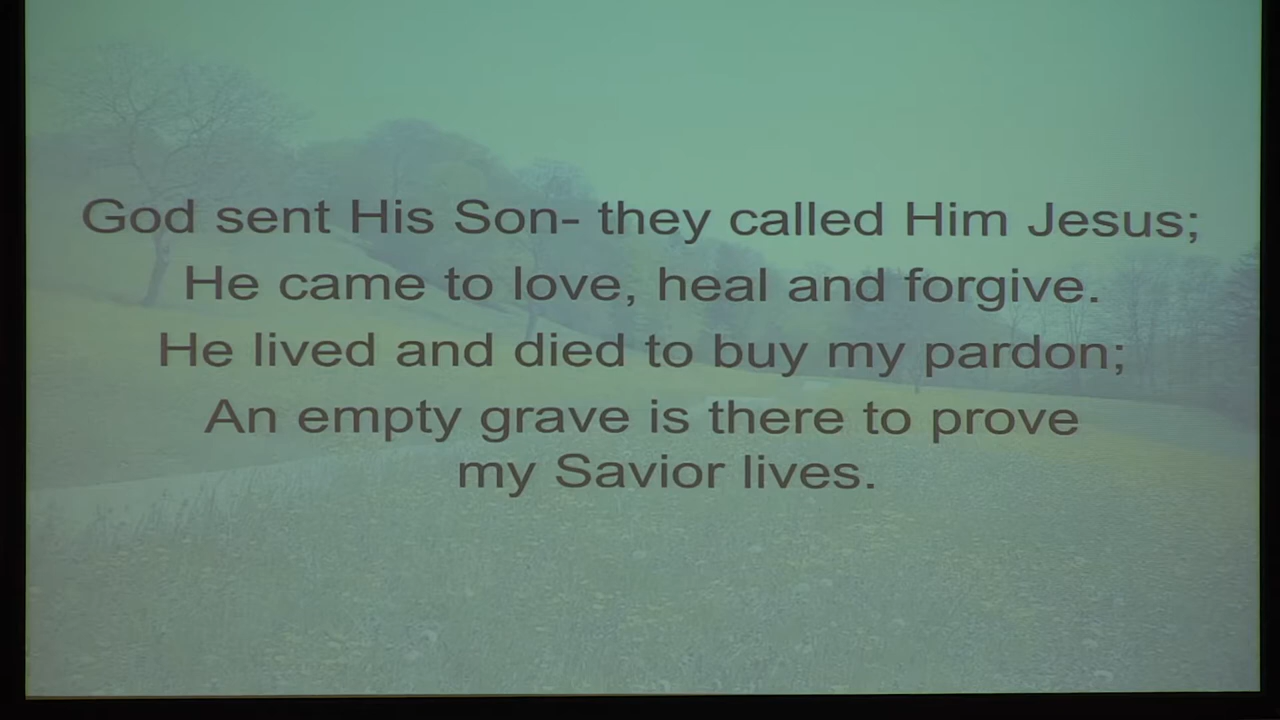 God sent His Son- they called Him Jesus;
He came to love, heal and forgive.
He lived and died to buy my pardon;
An empty grave is there to prove
my Savior lives.